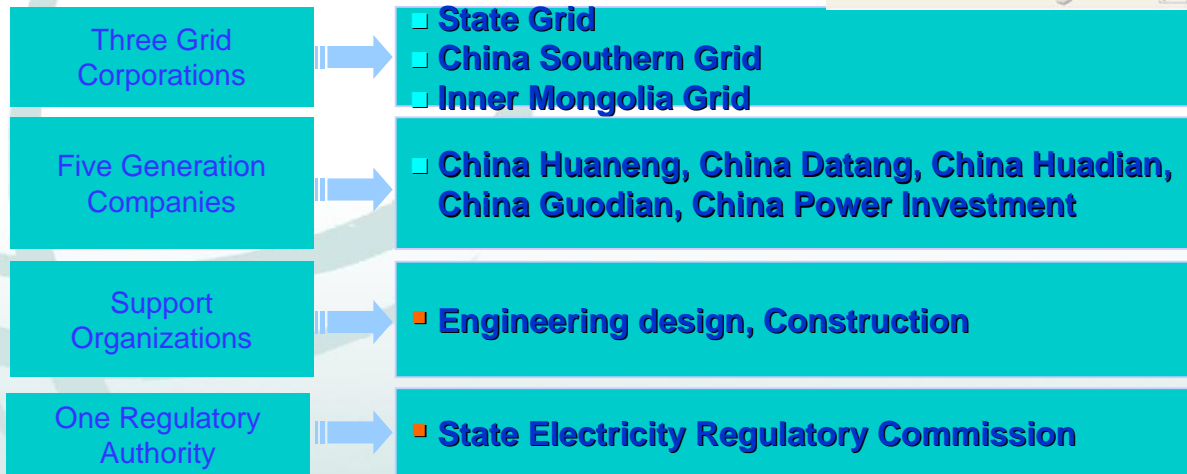 Three Grid
Corporations
State Grid
China Southern Grid
Inner Mongolia Grid
Five Generation
Companies
China Huaneng, China Datang, China Huadian,
China Guodian, China Power Investment
Support
Organizations
Engineering design, Construction
One Regulatory
Authority
State Electricity Regulatory Commission